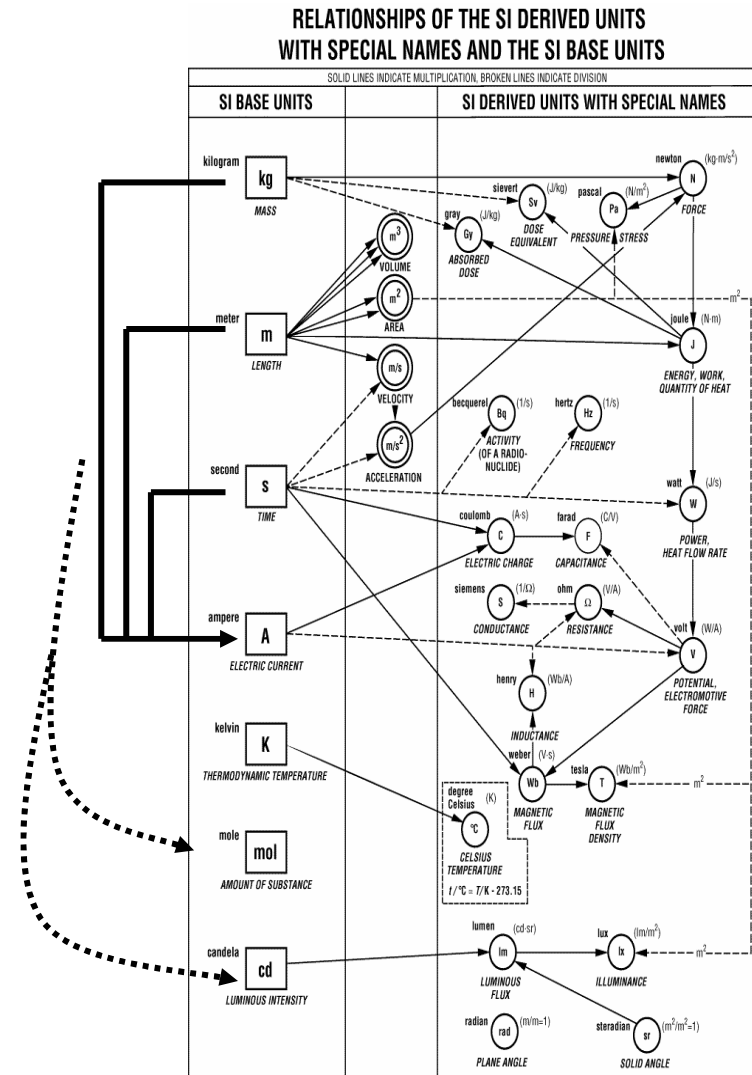 RELATIONSHIPS OF THE SI DERIVED UNITS
WITH SPECIAL NAMES AND THE SI BASE UNITS
SOLID LINES INDICATE MULTIPLICATION, BROKEN LINES INDICATE DIVISION
SI BASE UNITS
SI DERIVED UNITS WITH SPECIAL NAMES
kilogram
kg
MASS
newton
(kg·m/s²)
N
FORCE
sievert
(J/kg)
Sv
DOSE
EQUIVALENT
pascal
(N/m²)
Pa
PRESSURE STRESS
gray
(J/kg)
Gy
ABSORBED
DOSE
m³
VOLUME
m²
AREA
m²
meter
m
LENGTH
joule
(N·m)
J
ENERGY, WORK,
QUANTITY OF HEAT
m/s
VELOCITY
m/s²
ACCELERATION
becquerel
(1/s)
Bq
ACTIVITY
(OF A RADIO-
NUCLIDE)
hertz
(1/s)
Hz
FREQUENCY
second
s
TIME
watt
(J/s)
W
POWER,
HEAT FLOW RATE
coulomb
(A·s)
C
ELECTRIC CHARGE
farad
(C/V)
F
CAPACITANCE
siemens
(1/Ω)
S
CONDUCTANCE
ohm
(V/A)
Ω
RESISTANCE
ampere
A
ELECTRIC CURRENT
volt
(W/A)
V
POTENTIAL,
ELECTROMOTIVE
FORCE
henry
(Wb/A)
H
INDUCTANCE
weber
(V·s)
Wb
MAGNETIC
FLUX
tesla
(Wb/m²)
T
MAGNETIC
FLUX
DENSITY
m²
kelvin
K
THERMODYNAMIC TEMPERATURE
degree
Celsius
(K)
°C
CELSIUS
TEMPERATURE
t/°C = T/K - 273.15
mole
mol
AMOUNT OF SUBSTANCE
candela
cd
LUMINOUS INTENSITY
lumen
(cd·sr)
lm
LUMINOUS
FLUX
lux
(lm/m²)
lx
ILLUMINANCE
m²
radian
(m/m=1)
rad
PLANE ANGLE
steradian
(m²/m²=1)
sr
SOLID ANGLE